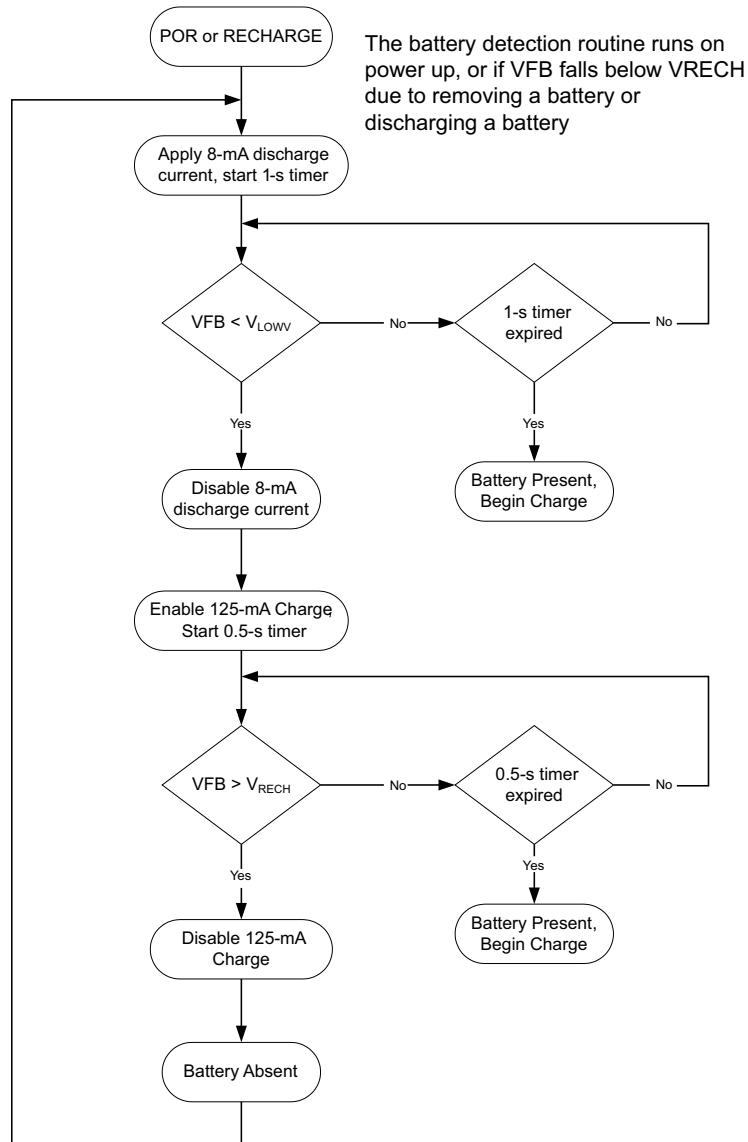 POR or RECHARGE
The battery detection routine runs on
power up, or if VFB falls below VRECH
due to removing a battery or
discharging a battery
Apply 8-mA discharge
current, start 1-s timer
VFB < VLOWV
No
1-s timer
expired
No
Yes
Yes
Disable 8-mA
discharge current
Battery Present,
Begin Charge
Enable 125-mA Charge,
Start 0.5-s timer
VFB > VRECH
No
0.5-s timer
expired
No
Yes
Yes
Disable 125-mA
Charge
Battery Present,
Begin Charge
Battery Absent